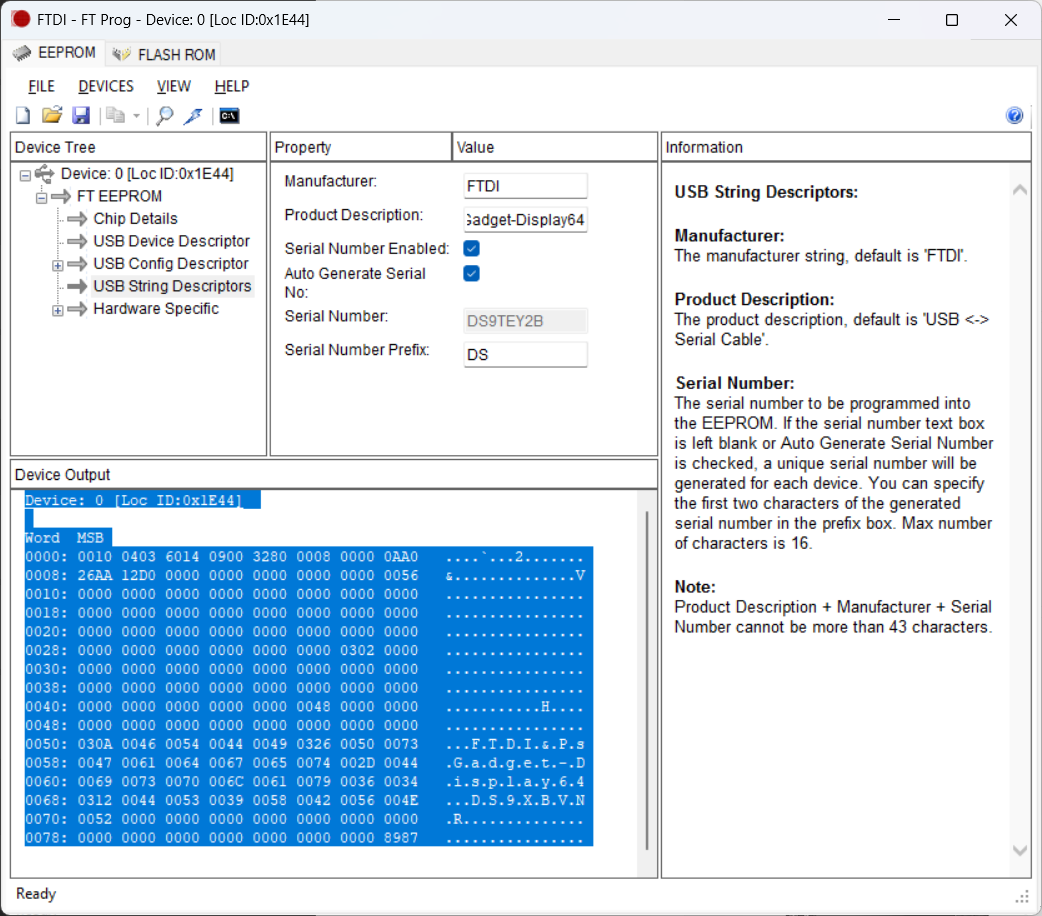 FTDI - FT Prog - Device: 0 [Loc ID:0x1E44]
EEPROM
FLASH ROM
FILE DEVICES VIEW HELP
C:\
?
Device Tree
Device: 0 [Loc ID:0x1E44]
FT EEPROM
Chip Details
USB Device Descriptor
USB Config Descriptor
USB String Descriptors
Hardware Specific
Property Value
Manufacturer: FTDI
Product Description: Gadget-Display64
Serial Number Enabled:
Auto Generate Serial
No:
Serial Number: DS9TEY2B
Serial Number Prefix: DS
Information
USB String Descriptors:
Manufacturer:
The manufacturer string, default is 'FTDI'.
Product Description:
The product description, default is 'USB <->
Serial Cable'.
Serial Number:
The serial number to be programmed into
the EEPROM. If the serial number text box
is left blank or Auto Generate Serial Number
is checked, a unique serial number will be
generated for each device. You can specify
the first two characters of the generated
serial number in the prefix box. Max number
of characters is 16.
Note:
Product Description + Manufacturer + Serial
Number cannot be more than 43 characters.
Device Output
Device: 0 [Loc ID:0x1E44]
Word MSB
0000: 0010 0403 6014 0900 3280 0008 0000 0AA0 ....`...2.......
0008: 26AA 12D0 0000 0000 0000 0000 0000 0056 &..............V
0010: 0000 0000 0000 0000 0000 0000 0000 0000 ................
0018: 0000 0000 0000 0000 0000 0000 0000 0000 ................
0020: 0000 0000 0000 0000 0000 0000 0000 0000 ................
0028: 0000 0000 0000 0000 0000 0000 0302 0000 ................
0030: 0000 0000 0000 0000 0000 0000 0000 0000 ................
0038: 0000 0000 0000 0000 0000 0000 0000 0000 ................
0040: 0000 0000 0000 0000 0000 0048 0000 0000 ...........H....
0048: 0000 0000 0000 0000 0000 0000 0000 0000 ................
0050: 030A 0046 0054 0044 0049 0326 0050 0073 ...F.T.D.I.&.P.s
0058: 0047 0061 0064 0067 0065 0074 002D 0044 .G.a.d.g.e.t.-.D
0060: 0069 0073 0070 006C 0061 0079 0036 0034 .i.s.p.l.a.y.6.4
0068: 0312 0044 0053 0039 0058 0042 0056 004E ...D.S.9.X.B.V.N
0070: 0052 0000 0000 0000 0000 0000 0000 0000 .R..............
0078: 0000 0000 0000 0000 0000 0000 0000 8987 ................
Ready